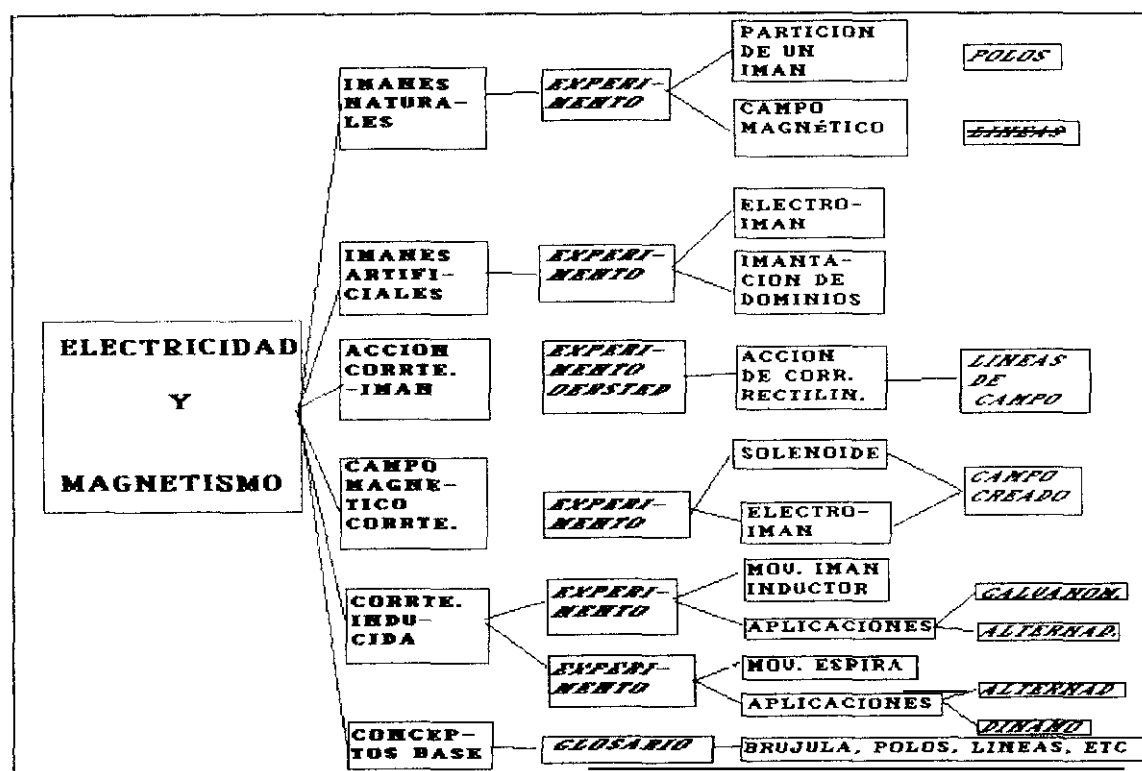 ELECTRICIDAD
Y
MAGNETISMO
IMANES
NATURA-
LES
EXPERI-
MENTO
PARTICION
DE UN
IMAN
POLOS
CAMPO
MAGNéTICO
LINEAS
IMANES
ARTIFI-
CIALES
EXPERI-
MENTO
ELECTRO-
IMAN
IMANTA-
CION DE
DOMINIOS
ACCION
CORRTE.
-IMAN
EXPERI-
MENTO
OERSTED
ACCION
DE CORR.
RECTILIN.
LINEAS
DE
CAMPO
CAMPO
MAGNE-
TICO
CORRTE.
EXPERI-
MENTO
SOLENOIDE
ELECTRO-
IMAN
CAMPO
CREADO
CORRTE.
INDU-
CIDA
EXPERI-
MENTO
MOV. IMAN
INDUCTOR
APLICACIONES
GALVANOM.
ALTERNAD.
EXPERI-
MENTO
MOV. ESPIRA
APLICACIONES
ALTERNAD
DINAMO
CONCEP-
TOS BASE
GLOSARIO
BRUJULA, POLOS, LINEAS, ETC